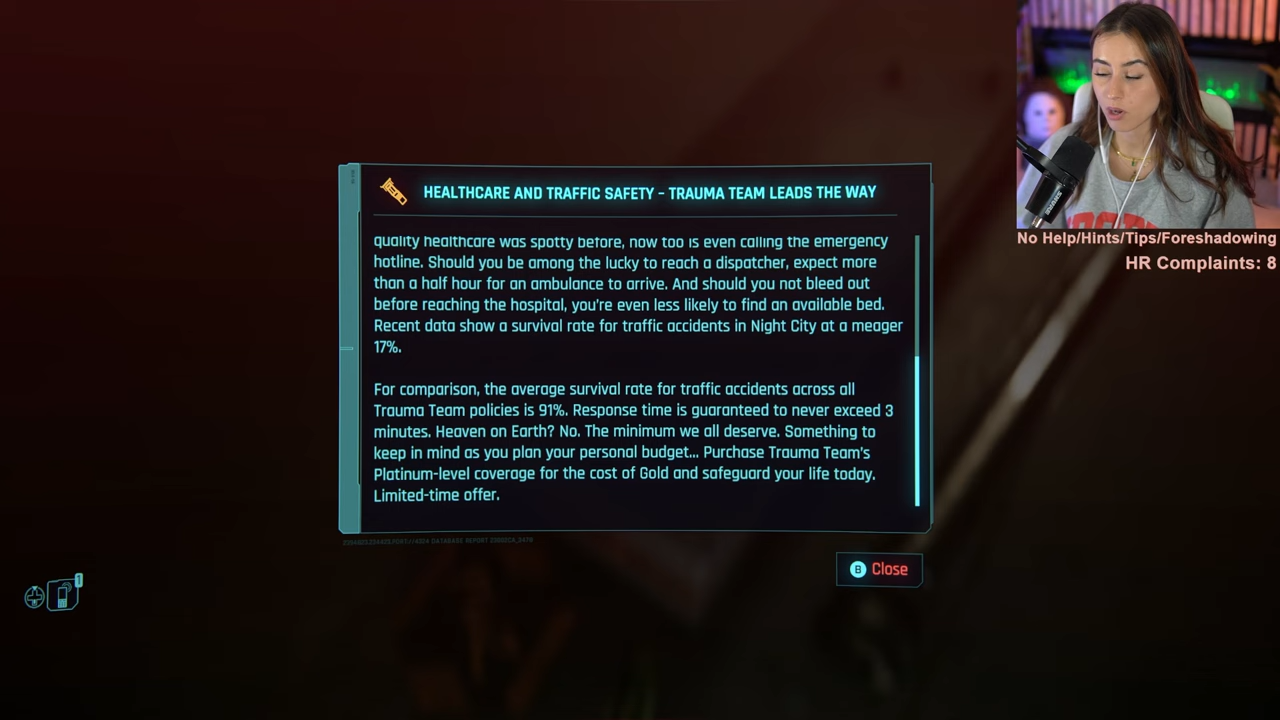 HEALTHCARE AND TRAFFIC SAFETY - TRAUMA TEAM LEADS THE WAY
quality healthcare was spotty before, now too is even calling the emergency
hotline. Should you be among the lucky to reach a dispatcher, expect more
than a half hour for an ambulance to arrive. And should you not bleed out
before reaching the hospital, you're even less likely to find an available bed.
Recent data show a survival rate for traffic accidents in Night City at a meager
17%.
For comparison, the average survival rate for traffic accidents across all
Trauma Team policies is 91%. Response time is guaranteed to never exceed 3
minutes. Heaven on Earth? No. The minimum we all deserve. Something to
keep in mind as you plan your personal budget... Purchase Trauma Team's
Platinum-level coverage for the cost of Gold and safeguard your life today.
Limited-time offer.
B Close
1
No Help/Hints/Tips/Foreshadowing
HR Complaints: 8